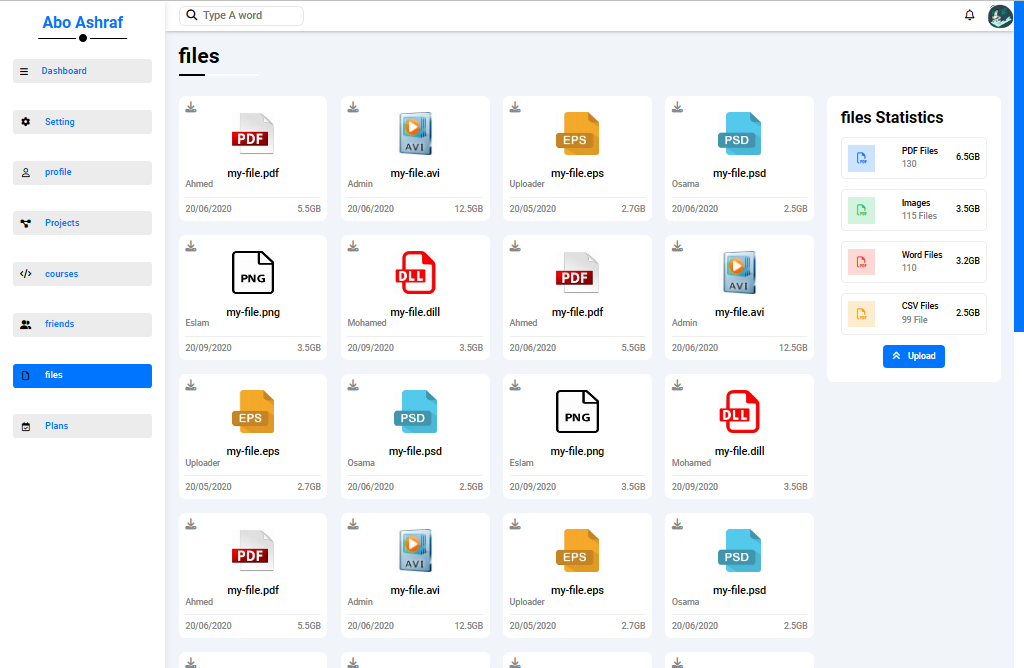 Abo Ashraf
Dashboard
Setting
profile
Projects
courses
friends
files
Plans
Type A word
files
PDF
my-file.pdf
Ahmed
20/06/2020 5.5GB
AVI
my-file.avi
Admin
20/06/2020 12.5GB
EPS
my-file.eps
Uploader
20/05/2020 2.7GB
PSD
my-file.psd
Osama
20/06/2020 2.5GB
PNG
my-file.png
Eslam
20/09/2020 3.5GB
DLL
my-file.dill
Mohamed
20/09/2020 3.5GB
PDF
my-file.pdf
Ahmed
20/06/2020 5.5GB
AVI
my-file.avi
Admin
20/06/2020 12.5GB
EPS
my-file.eps
Uploader
20/05/2020 2.7GB
PSD
my-file.psd
Osama
20/06/2020 2.5GB
PNG
my-file.png
Eslam
20/09/2020 3.5GB
DLL
my-file.dill
Mohamed
20/09/2020 3.5GB
PDF
my-file.pdf
Ahmed
20/06/2020 5.5GB
AVI
my-file.avi
Admin
20/06/2020 12.5GB
EPS
my-file.eps
Uploader
20/05/2020 2.7GB
PSD
my-file.psd
Osama
20/06/2020 2.5GB
files Statistics
PDF Files
130
6.5GB
Images
115 Files
3.5GB
Word Files
110
3.2GB
CSV Files
99 File
2.5GB
Upload